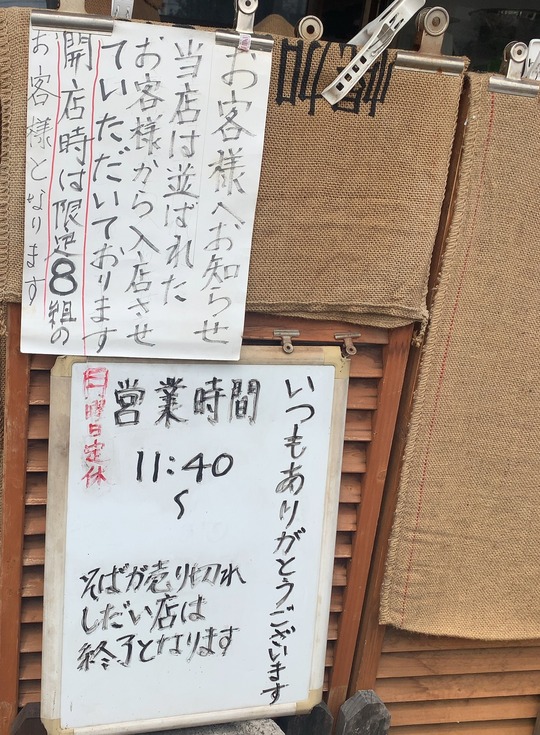 お客様へお知らせ
当店は並ばれた
お客様から入店させ
ていただいております
開店時は限定8組の
お客様となります
いつもありがとうございます
営業時間
11:40
〜
そばが売り切れ
しだい店は
終了となります
日曜日定休